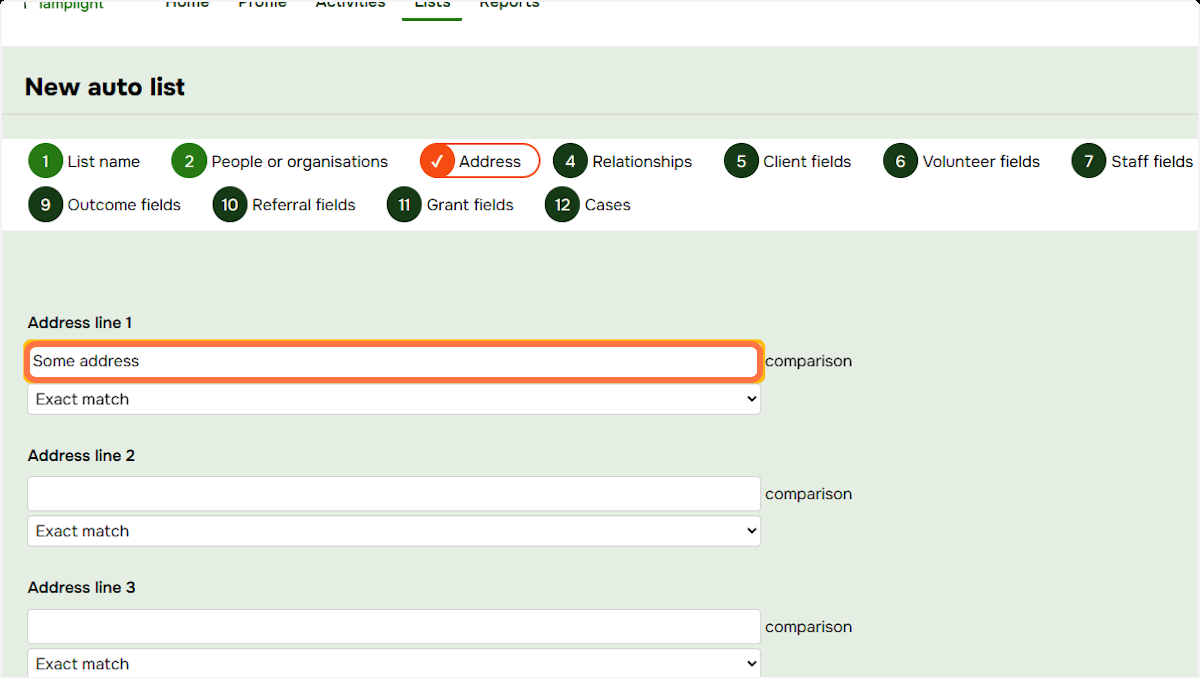 lamplight Home Profile Activities Lists Reports
New auto list
1 List name 2 People or organisations ✓ Address 4 Relationships 5 Client fields 6 Volunteer fields 7 Staff fields
9 Outcome fields 10 Referral fields 11 Grant fields 12 Cases
Address line 1
Some address comparison
Exact match
Address line 2
comparison
Exact match
Address line 3
comparison
Exact match